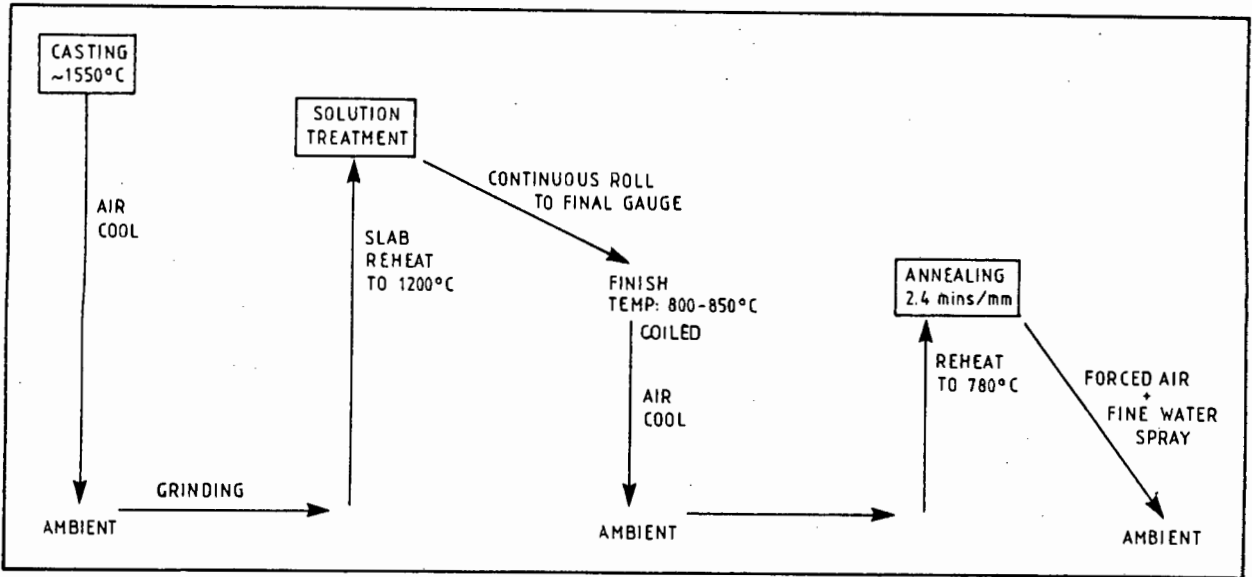 CASTING
~1550°C
AIR
COOL
AMBIENT
GRINDING
SOLUTION
TREATMENT
SLAB
REHEAT
TO 1200°C
CONTINUOUS ROLL
TO FINAL GAUGE
FINISH
TEMP: 800-850°C
COILED
AIR
COOL
AMBIENT
ANNEALING
2.4 mins/mm
REHEAT
TO 780°C
FORCED AIR
+
FINE WATER
SPRAY
AMBIENT